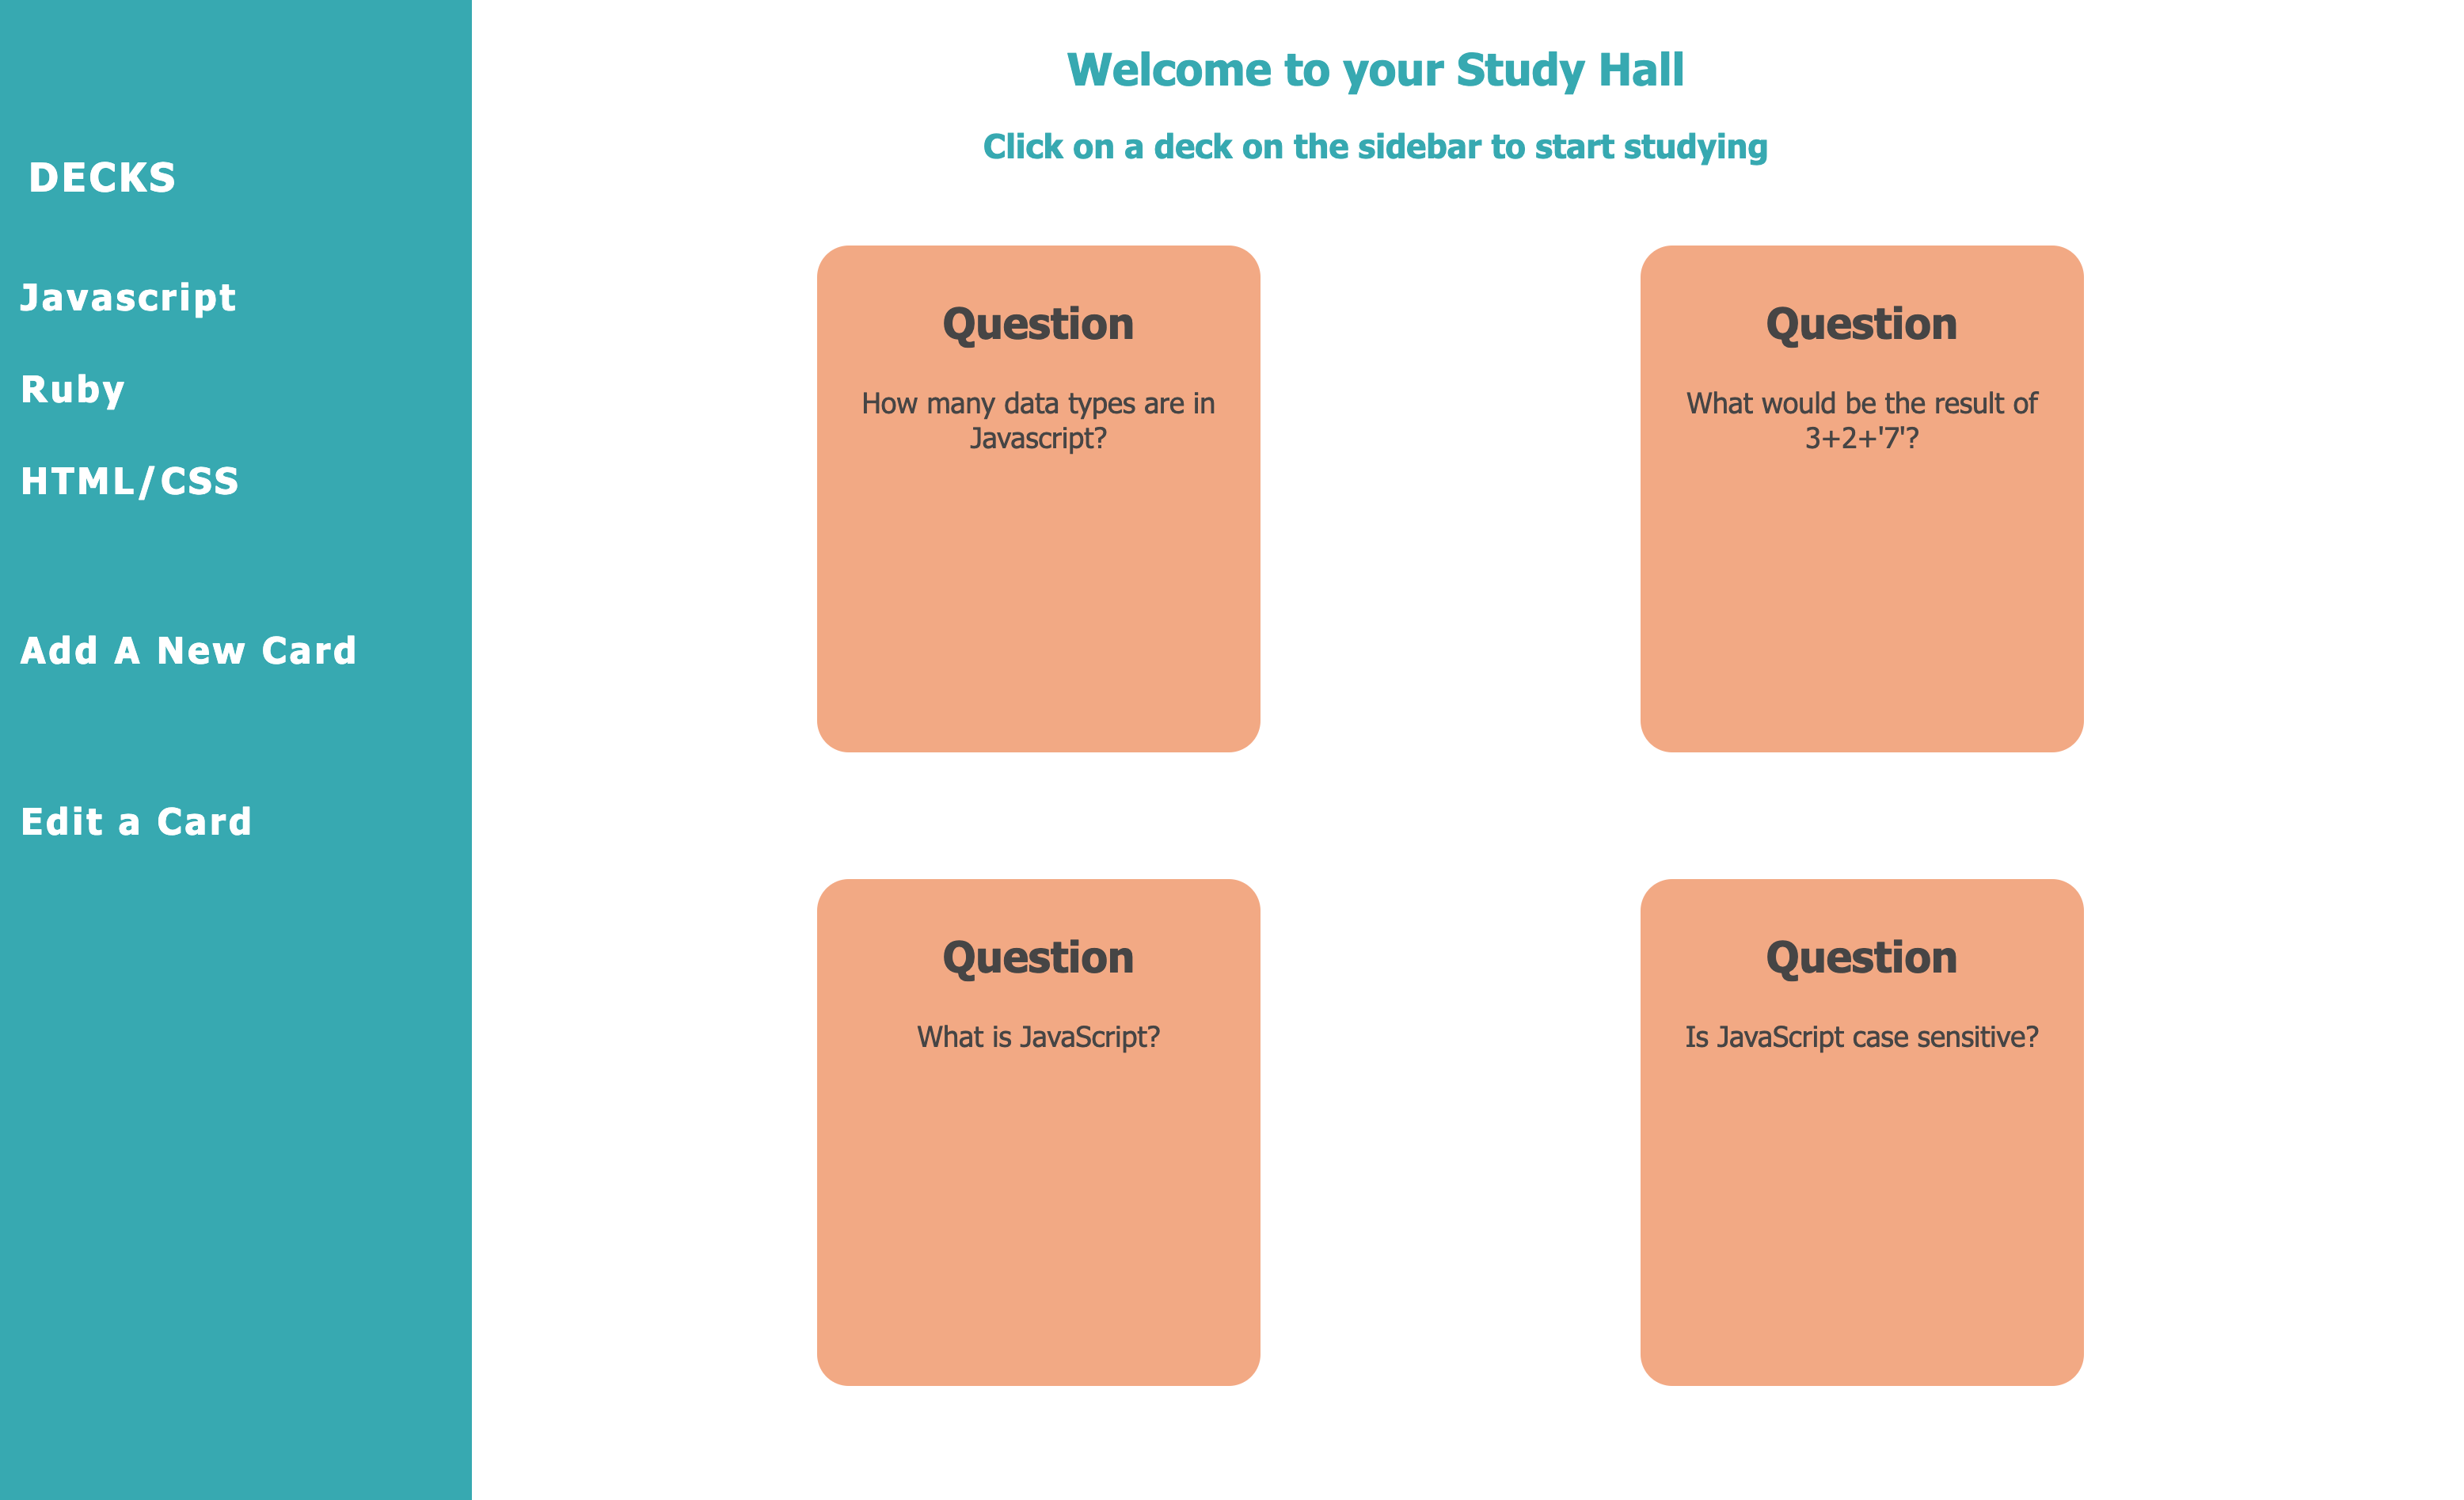 DECKS
Javascript
Ruby
HTML/CSS
Add A New Card
Edit a Card
Welcome to your Study Hall
Click on a deck on the sidebar to start studying
Question
How many data types are in
Javascript?
Question
What would be the result of
3+2+'7'?
Question
What is JavaScript?
Question
Is JavaScript case sensitive?